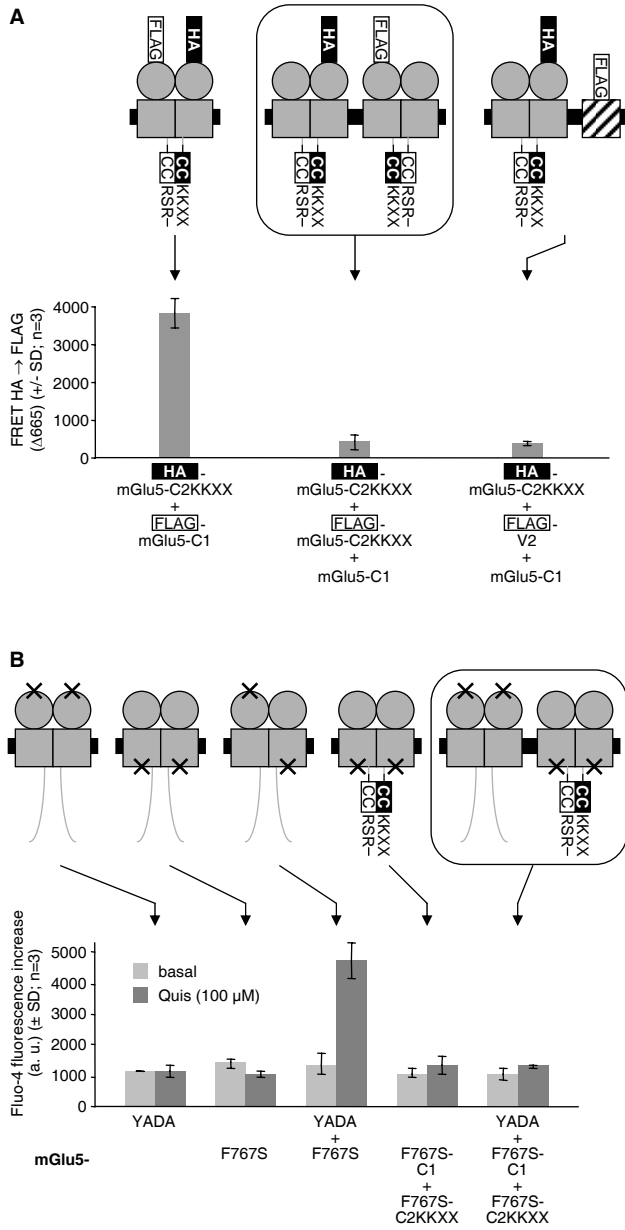 A
FLAG HA
HA FLAG
HA FLAG
CC CC
RSR– KKXX
CC CC
RSR– KKXX
CC CC
KKXX RSR–
CC CC
RSR– KKXX
FRET HA → FLAG
(Δ665) (+/- SD; n=3)
4000
3000
2000
1000
0
HA -
mGlu5-C2KKXX
+
FLAG -
mGlu5-C1
HA -
mGlu5-C2KKXX
+
FLAG -
mGlu5-C2KKXX
+
mGlu5-C1
HA -
mGlu5-C2KKXX
+
FLAG -
V2
+
mGlu5-C1
B
CC CC
RSR– KKXX
CC CC
RSR– KKXX
Fluo-4 fluorescence increase
(a. u.) (± SD; n=3)
5000
4000
3000
2000
1000
0
basal
Quis (100 μM)
mGlu5-
YADA
F767S
YADA
+
F767S
F767S-
C1
+
F767S-
C2KKXX
YADA
+
F767S-
C1
+
F767S-
C2KKXX